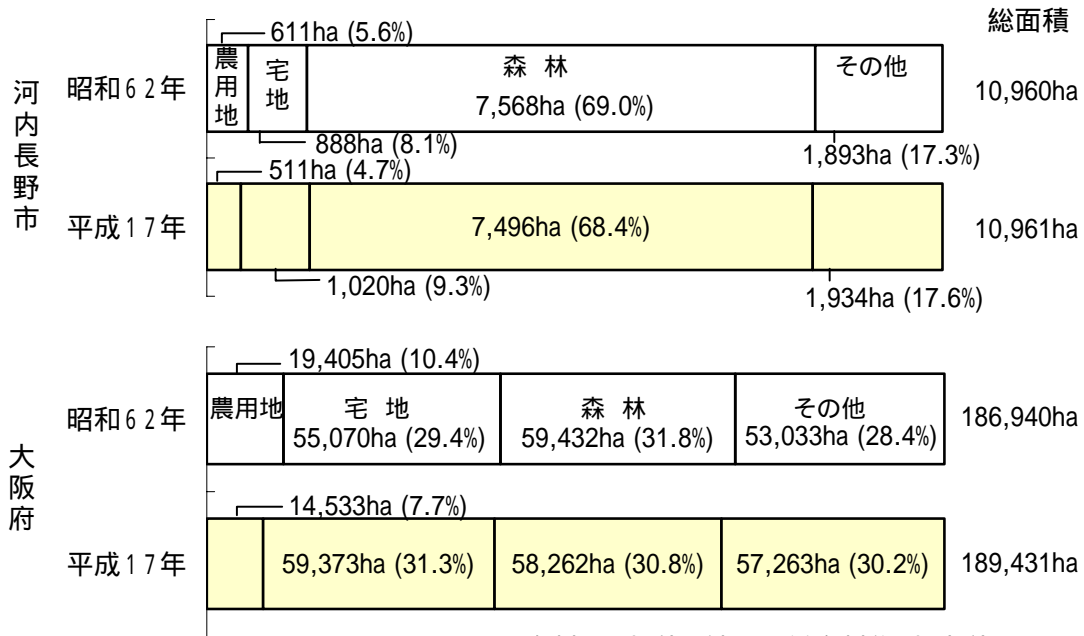 総面積
河内長野市
昭和62年
611ha (5.6%)
農用地
宅地
森林
7,568ha (69.0%)
その他
888ha (8.1%)
1,893ha (17.3%)
10,960ha
平成17年
511ha (4.7%)
7,496ha (68.4%)
1,020ha (9.3%)
1,934ha (17.6%)
10,961ha
大阪府
昭和62年
19,405ha (10.4%)
農用地
宅地
55,070ha (29.4%)
森林
59,432ha (31.8%)
その他
53,033ha (28.4%)
186,940ha
平成17年
14,533ha (7.7%)
59,373ha (31.3%)
58,262ha (30.8%)
57,263ha (30.2%)
189,431ha